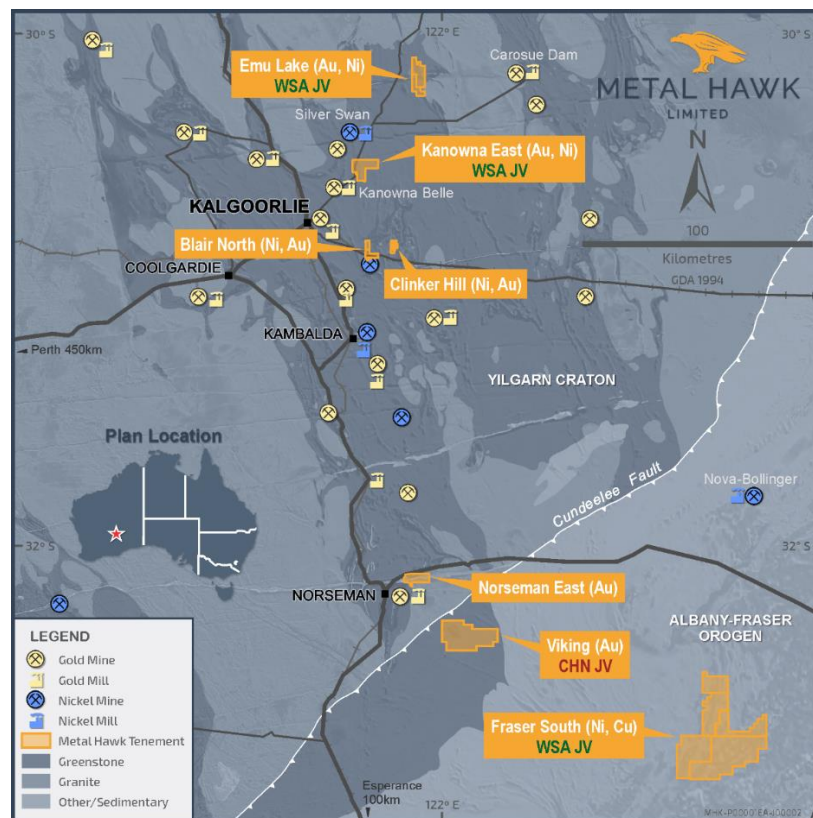 30° S
122° E
30° S
Carosue Dam
Emu Lake (Au, Ni)
WSA JV
METAL HAWK
LIMITED
Silver Swan
N
Kanowna East (Au, Ni)
WSA JV
Kanowna Belle
KALGOORLIE
100
Blair North (Ni, Au)
Kilometres
COOLGARDIE
GDA 1994
Clinker Hill (Ni, Au)
KAMBALDA
Perth 450km
YILGARN CRATON
Plan Location
Cundeelee Fault
Nova-Bollinger
32° S
32° S
Norseman East (Au)
NORSEMAN
ALBANY-FRASER
OROGEN
Viking (Au)
CHN JV
LEGEND
Gold Mine
Gold Mill
Nickel Mine
Nickel Mill
Metal Hawk Tenement
Greenstone
Granite
Other/Sedimentary
Fraser South (Ni, Cu)
WSA JV
Esperance
100km
122° E